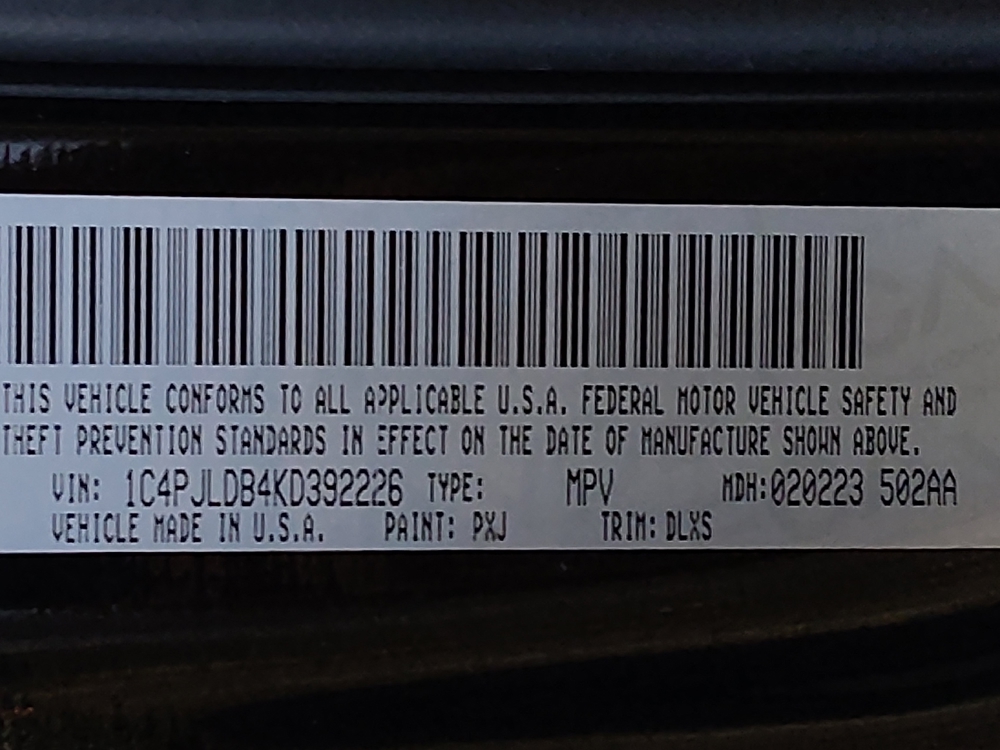 THIS VEHICLE CONFORMS TO ALL APPLICABLE U.S.A. FEDERAL MOTOR VEHICLE SAFETY AND
THEFT PREVENTION STANDARDS IN EFFECT ON THE DATE OF MANUFACTURE SHOWN ABOVE.
VIN: 1C4PJLDB4KD392226 TYPE: MPV MDH:020223 502AA
VEHICLE MADE IN U.S.A. PAINT: PXJ TRIM: DLXS